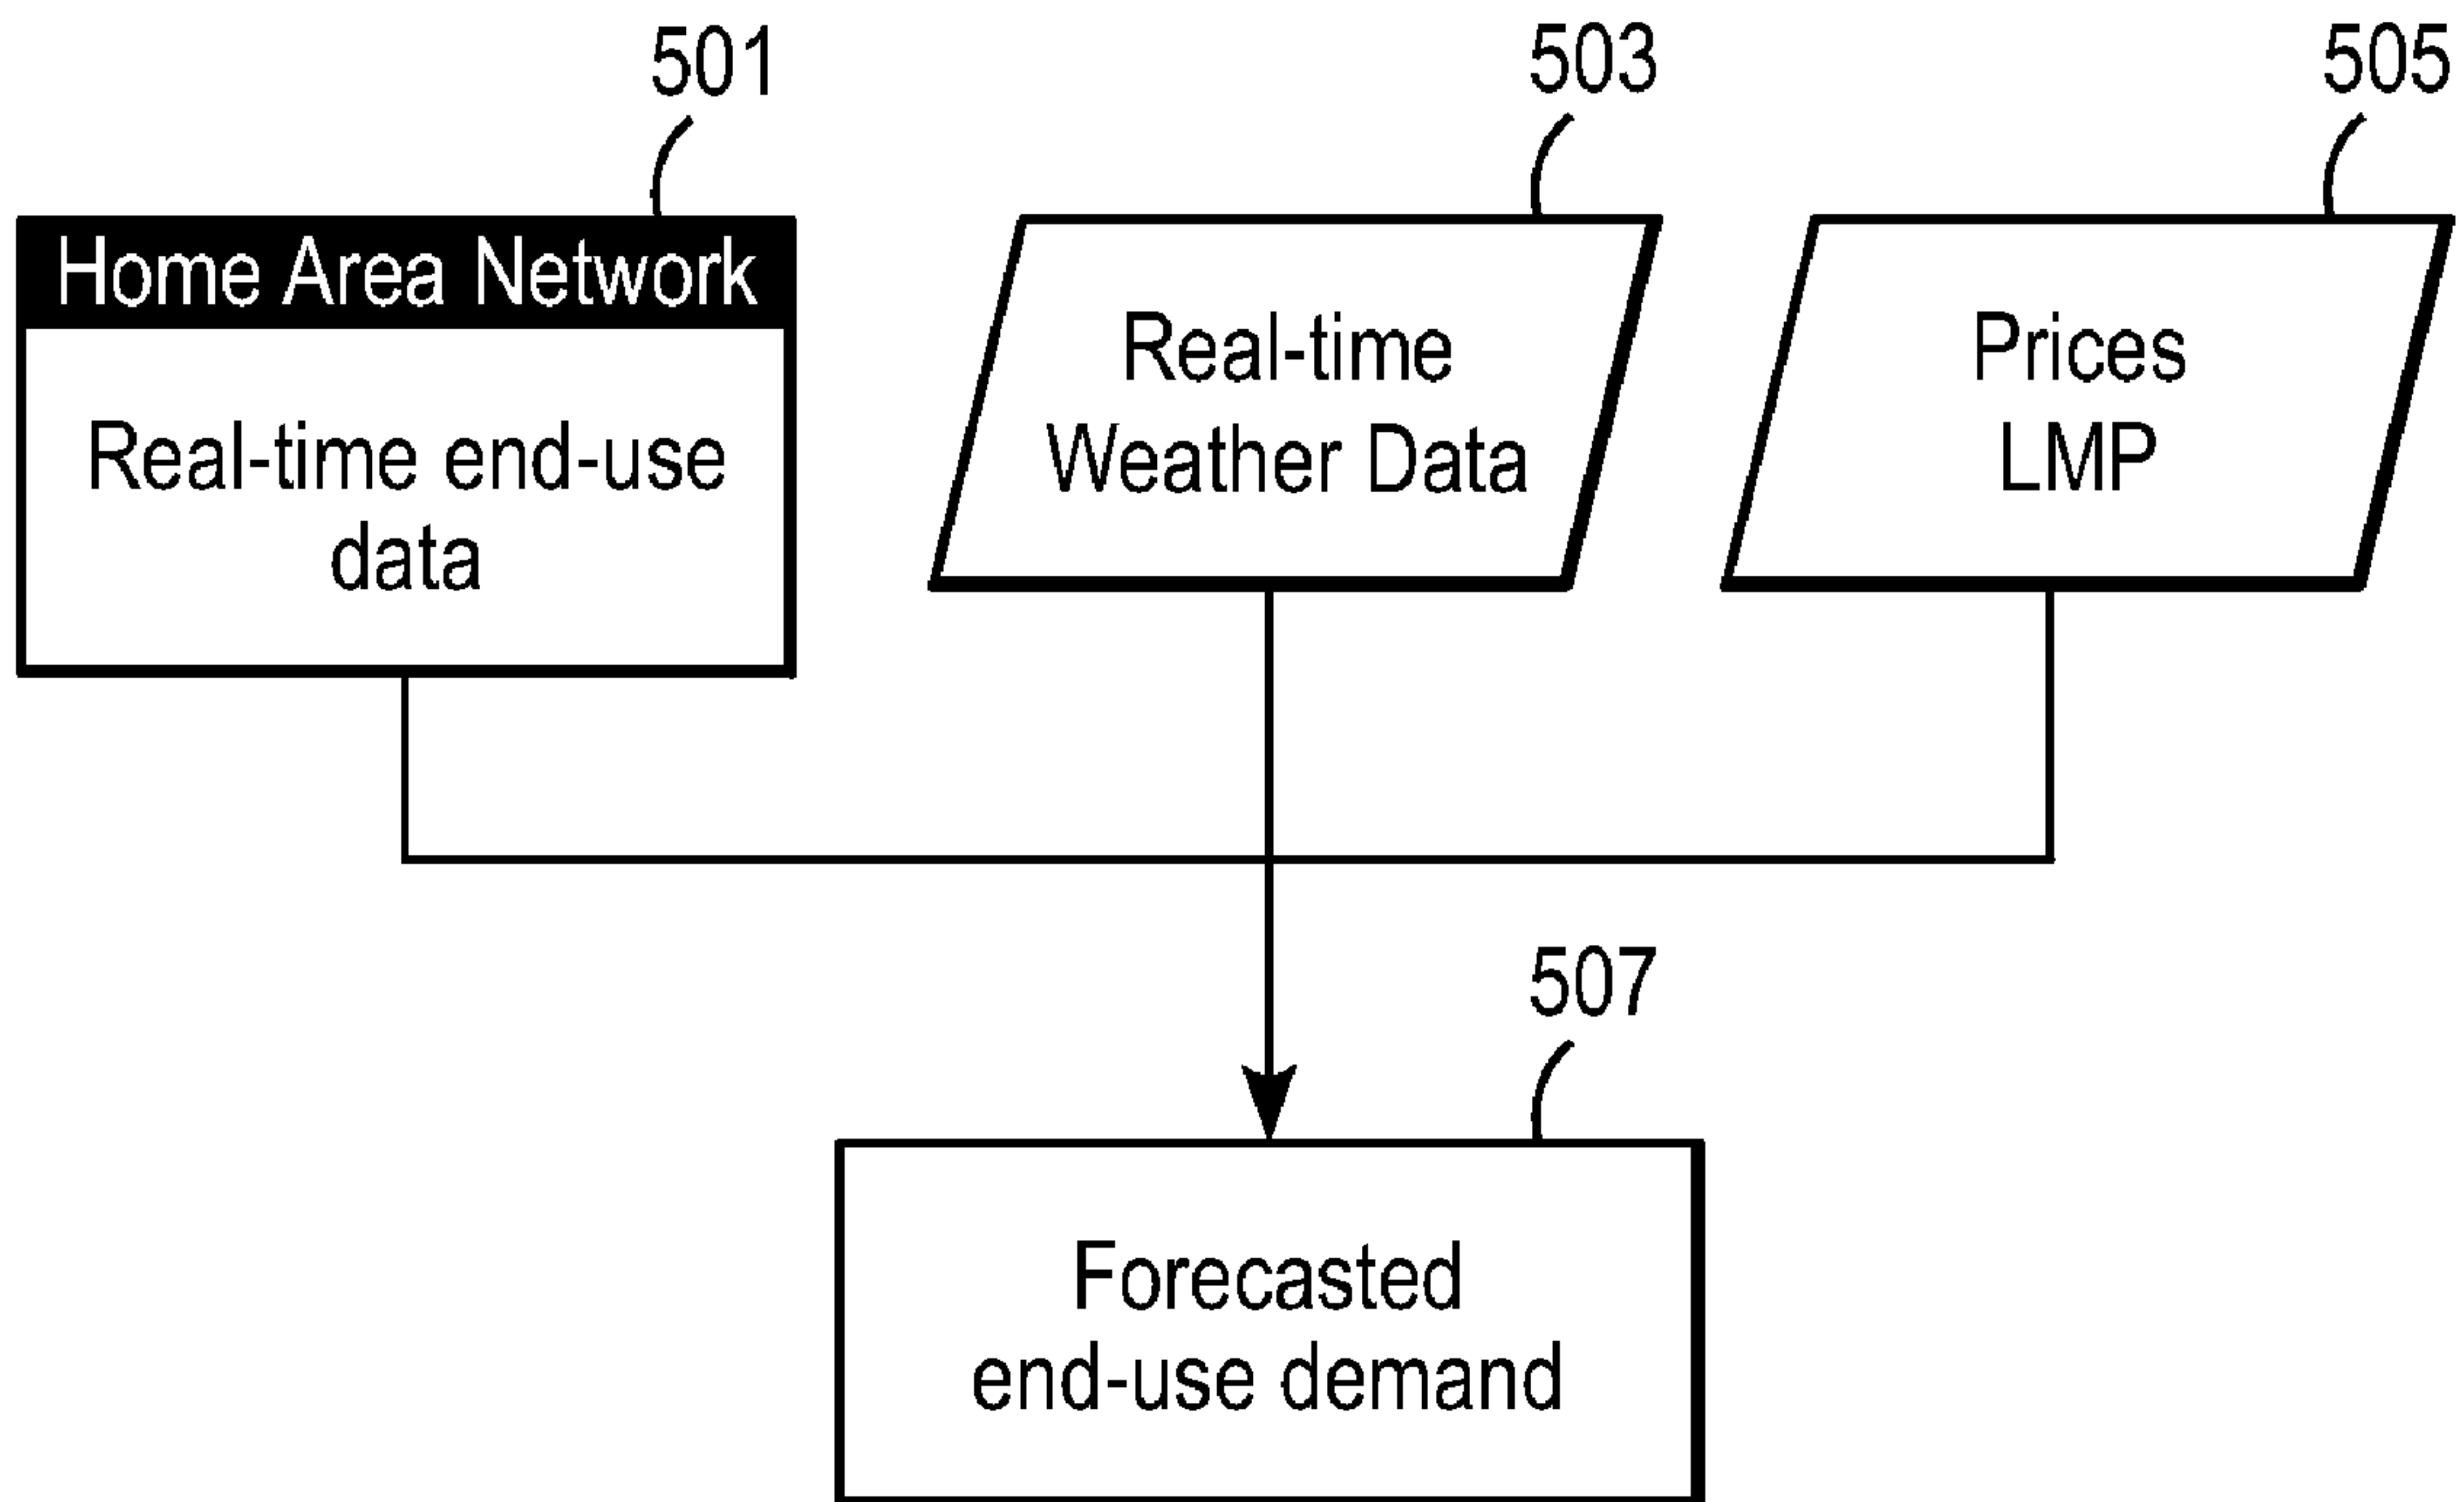 501
503
505
Home Area Network
Real-time end-use
data
Real-time
Weather Data
Prices
LMP
507
Forecasted
end-use demand